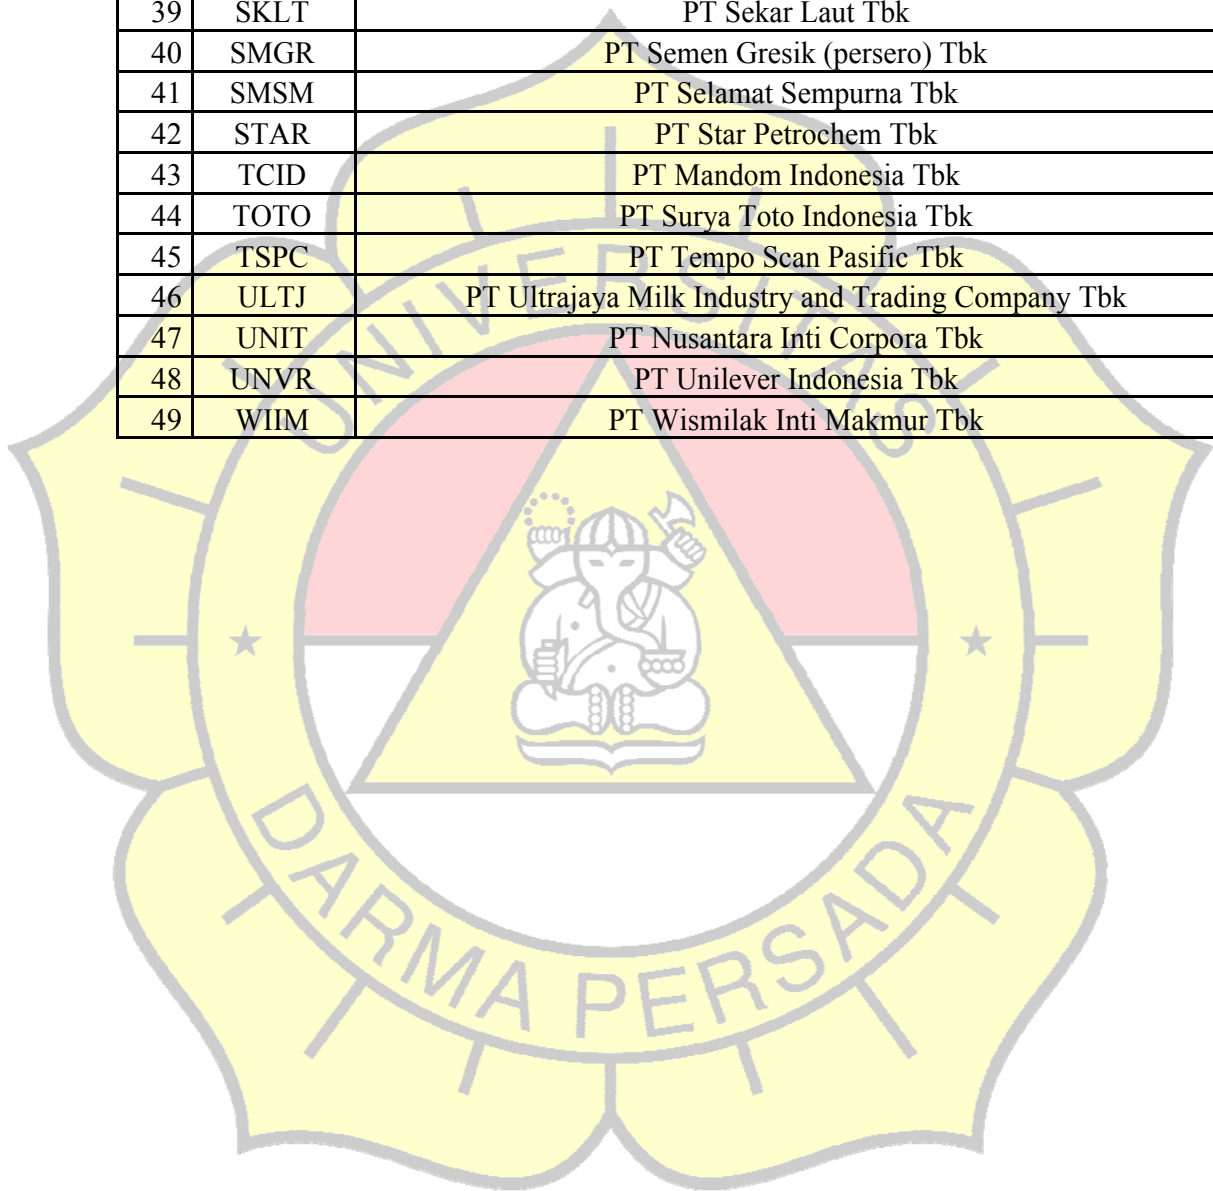 39 SKLT PT Sekar Laut Tbk
40 SMGR PT Semen Gresik (persero) Tbk
41 SMSM PT Selamat Sempurna Tbk
42 STAR PT Star Petrochem Tbk
43 TCID PT Mandom Indonesia Tbk
44 TOTO PT Surya Toto Indonesia Tbk
45 TSPC PT Tempo Scan Pasific Tbk
46 ULTJ PT Ultrajaya Milk Industry and Trading Company Tbk
47 UNIT PT Nusantara Inti Corpora Tbk
48 UNVR PT Unilever Indonesia Tbk
49 WIIM PT Wismilak Inti Makmur Tbk
UNIVERSITAS
DARMA PERSADA